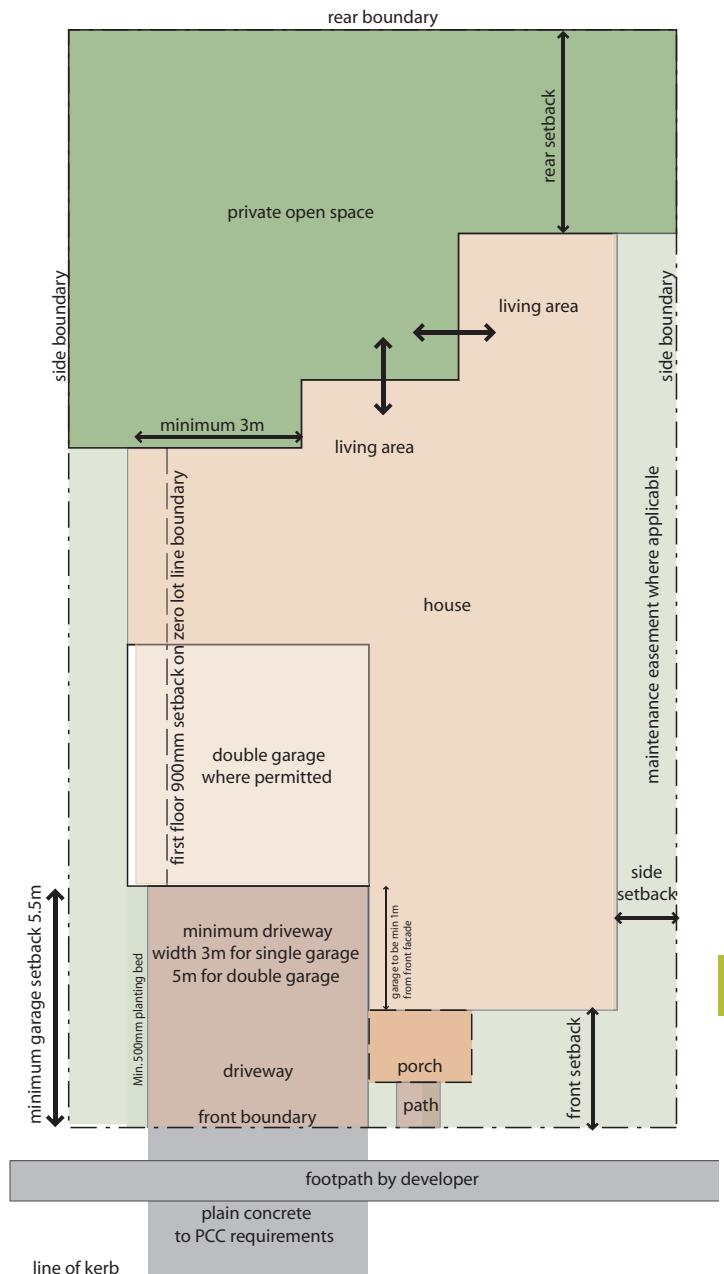 rear boundary
rear setback
private open space
side boundary
side boundary
living area
minimum 3m
living area
first floor 900mm setback on zero lot line boundary
house
maintenance easement where applicable
double garage
where permitted
side
setback
minimum garage setback 5.5m
Min. 500mm planting bed
minimum driveway
width 3m for single garage
5m for double garage
garage to be min 1m
from front facade
front setback
driveway
porch
path
front boundary
footpath by developer
plain concrete
to PCC requirements
line of kerb